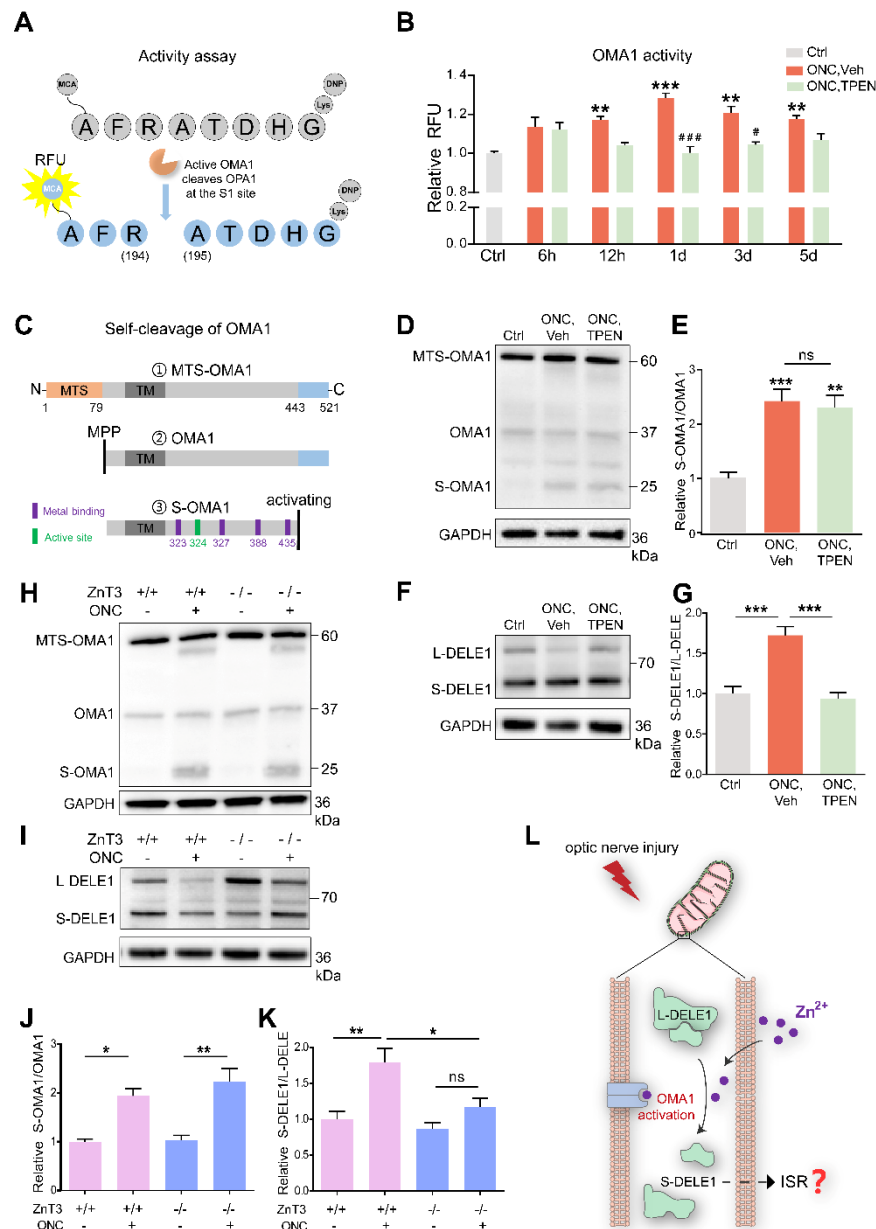 A
Activity assay
MCA
A F R A T D H G
Lys
DNP
RFU
MCA
Active OMA1
cleaves OPA1
at the S1 site
A F R A T D H G
Lys
DNP
(194) (195)
B
OMA1 activity
Ctrl
ONC,Veh
ONC,TPEN
Relative RFU
1.4
1.2
1.0
0.8
0.2
0.0
** *** ** **
### #
Ctrl 6h 12h 1d 3d 5d
C
Self-cleavage of OMA1
① MTS-OMA1
N- MTS TM C
1 79 443 521
MPP
② OMA1
TM
③ S-OMA1
activating
Metal binding
Active site
TM
323 324 327 388 435
D
Ctrl ONC, Veh ONC, TPEN
MTS-OMA1 60
OMA1 37
S-OMA1 25
GAPDH 36
kDa
E
Relative S-OMA1/OMA1
3
2
1
0
ns
*** **
Ctrl ONC, Veh ONC, TPEN
H
ZnT3 +/+ +/+ -/- -/-
ONC - + - +
MTS-OMA1 60
OMA1 37
S-OMA1 25
GAPDH 36
kDa
F
Ctrl ONC, Veh ONC, TPEN
L-DELE1
70
S-DELE1
GAPDH 36
kDa
G
Relative S-DELE1/L-DELE
2.0
1.5
1.0
0.5
0.0
*** ***
Ctrl ONC, Veh ONC, TPEN
I
ZnT3 +/+ +/+ -/- -/-
ONC - + - +
L DELE1
70
S-DELE1
GAPDH 36
kDa
J
Relative S-OMA1/OMA1
3
2
1
0
* **
ZnT3 +/+ +/+ -/- -/-
ONC - + - +
K
Relative S-DELE1/L-DELE
2.0
1.5
1.0
0.5
0.0
** *
ns
ZnT3 +/+ +/+ -/- -/-
ONC - + - +
L
optic nerve injury
L-DELE1
Zn²⁺
OMA1
activation
S-DELE1 ISR ?